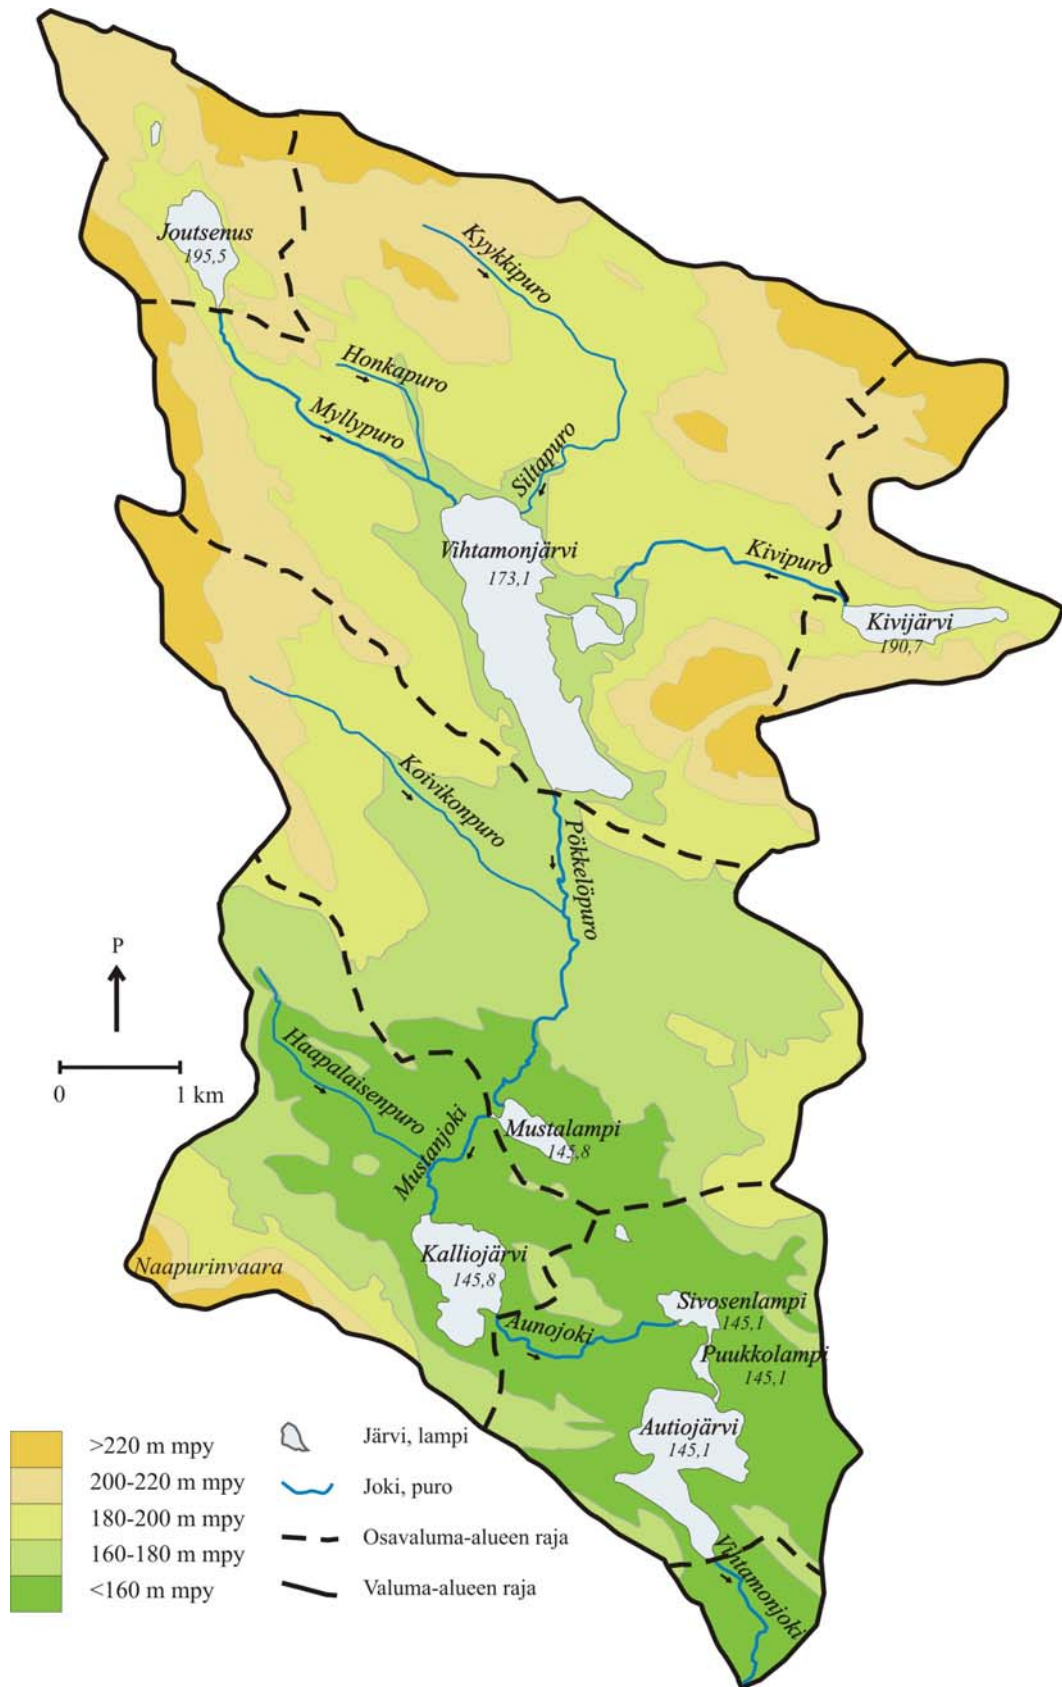 Joutsenus
195,5
Kyykkipuro
Honkapuro
Myllypuro
Siltapuro
Vihtamonjärvi
173,1
Kivipuro
Kivijärvi
190,7
Koivikonpuro
Pökkelöpuro
P
0 1 km
Haapalaisenpuro
Mustanjoki
Mustalampi
145,8
Kalliojärvi
145,8
Naapurinvaara
Aunojoki
Sivosenlampi
145,1
Puukkolampi
145,1
Autiojärvi
145,1
Vihtamonjoki
>220 m mpy
200-220 m mpy
180-200 m mpy
160-180 m mpy
<160 m mpy
Järvi, lampi
Joki, puro
Osavaluma-alueen raja
Valuma-alueen raja